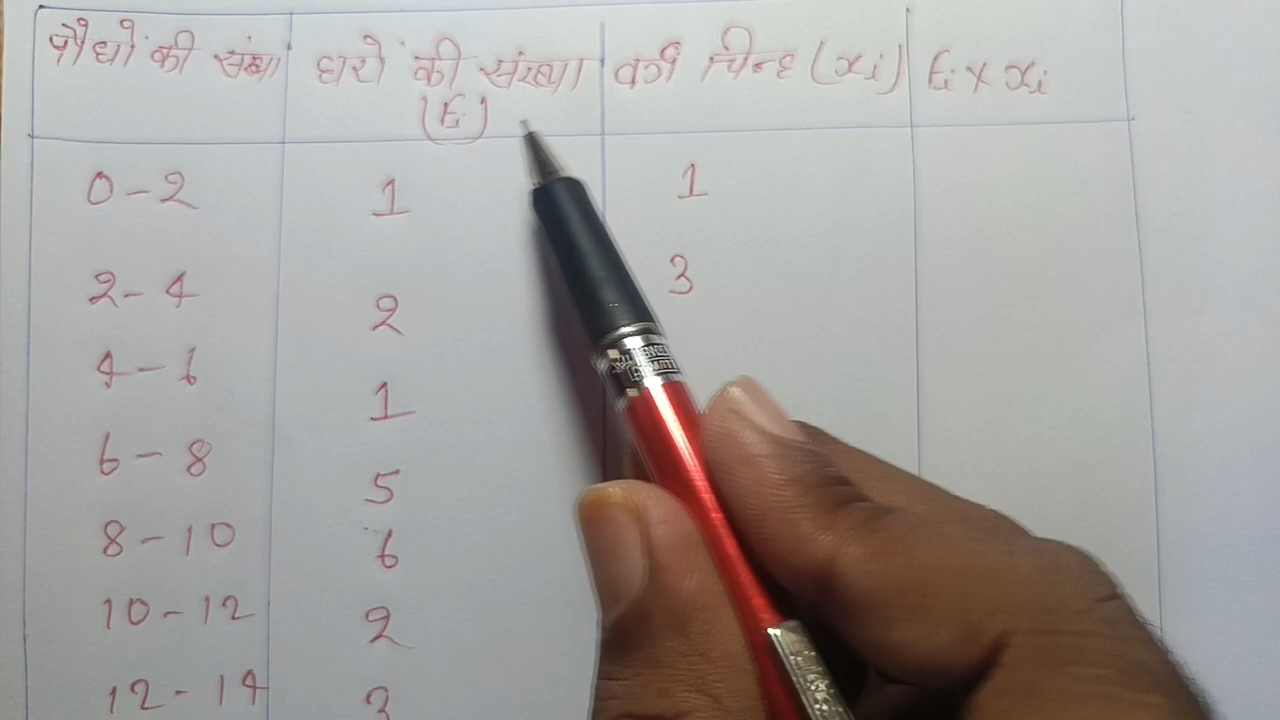 पौधों की संख्या घरों की संख्या वर्ग चिन्ह (xi) fi × xi
(fi)
0-2 1 1
2-4 2 3
4-6 1
6-8 5
8-10 6
10-12 2
12-14 3